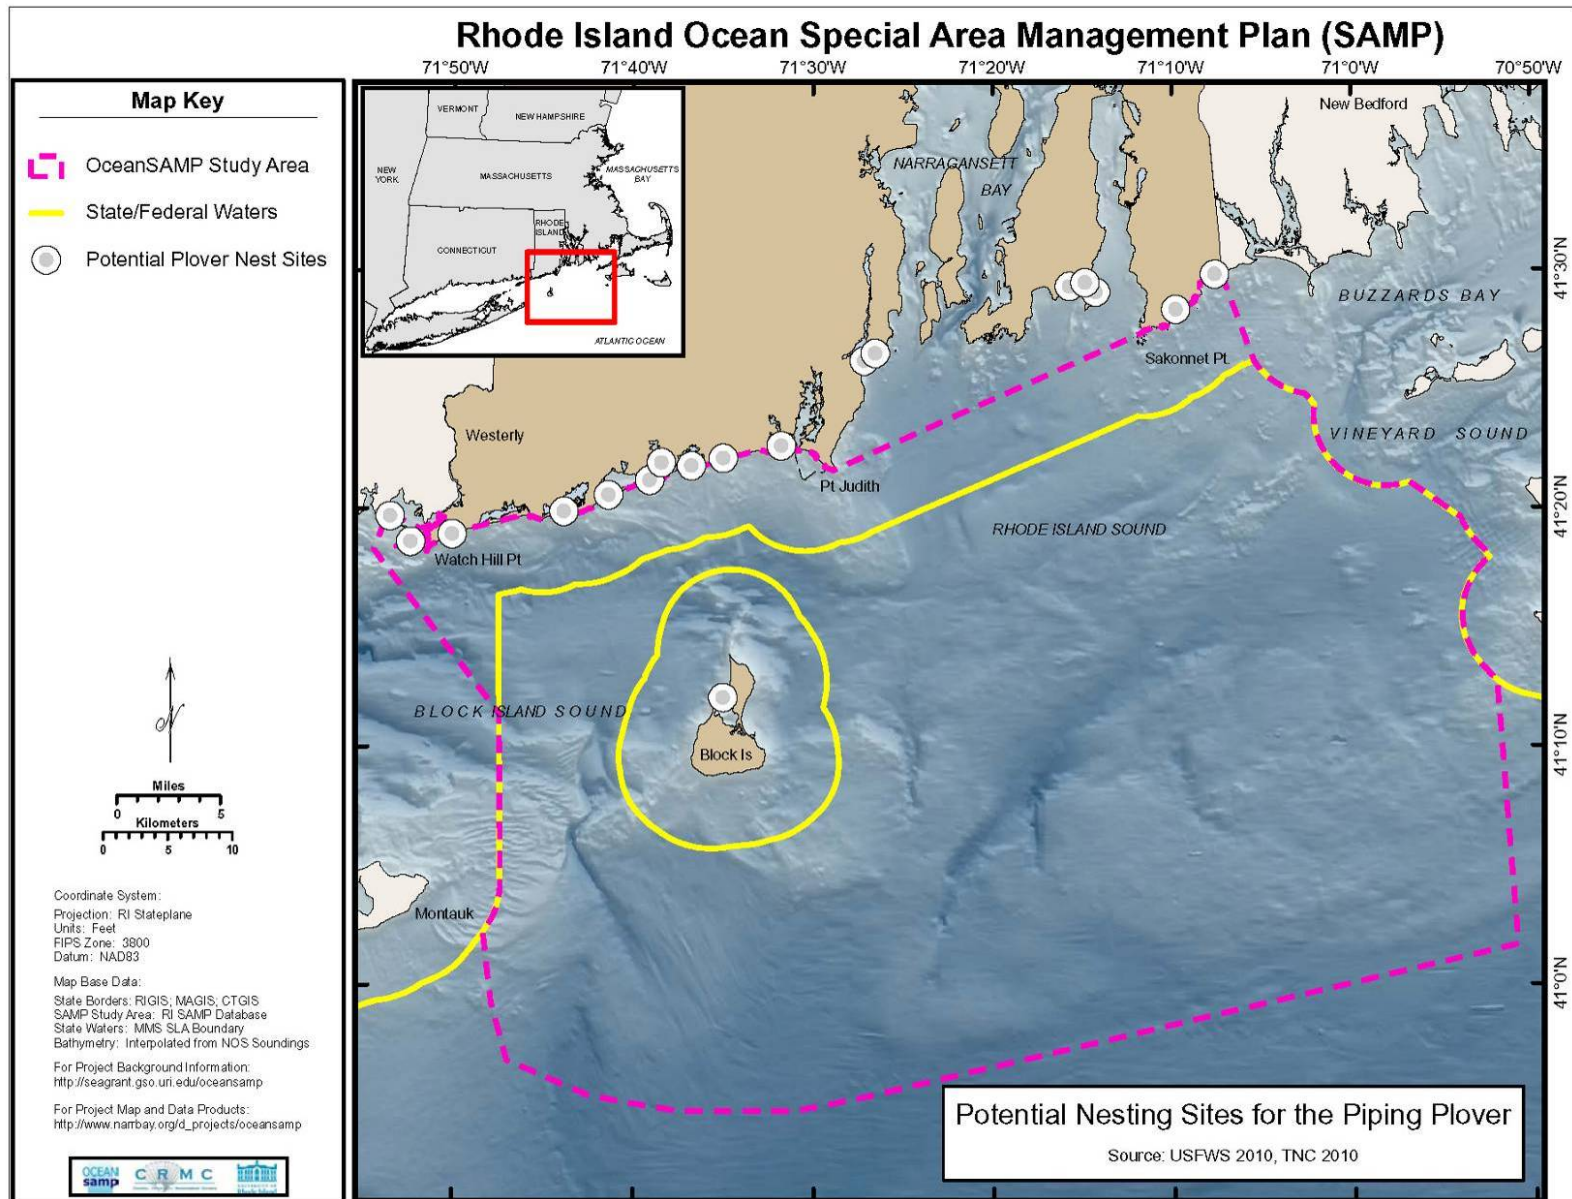 Rhode Island Ocean Special Area Management Plan (SAMP)
71°50'W 71°40'W 71°30'W 71°20'W 71°10'W 71°0'W 70°50'W
Map Key
OceanSAMP Study Area
State/Federal Waters
Potential Plover Nest Sites
VERMONT
NEW HAMPSHIRE
NEW
YORK
MASSACHUSETTS
MASSACHUSETTS
BAY
RHODE
ISLAND
CONNECTICUT
ATLANTIC OCEAN
NARRAGANSETT
BAY
New Bedford
BUZZARDS BAY
Sakonnet Pt.
VINEYARD SOUND
Westerly
Pt Judith
RHODE ISLAND SOUND
Watch Hill Pt
BLOCK ISLAND SOUND
Block Is
Montauk
41°30'N
41°20'N
41°10'N
41°0'N
N
Miles
0 5
Kilometers
0 5 10
Coordinate System:
Projection: RI Stateplane
Units: Feet
FIPS Zone: 3800
Datum: NAD83
Map Base Data:
State Borders: RIGIS; MAGIS; CTGIS
SAMP Study Area: RI SAMP Database
State Waters: MMS SLA Boundary
Bathymetry: Interpolated from NOS Soundings
For Project Background Information:
http://seagrant.gso.uri.edu/oceansamp
For Project Map and Data Products:
http://www.narrbay.org/d_projects/oceansamp
OCEAN
samp
CRMC
Rhode Island
Potential Nesting Sites for the Piping Plover
Source: USFWS 2010, TNC 2010